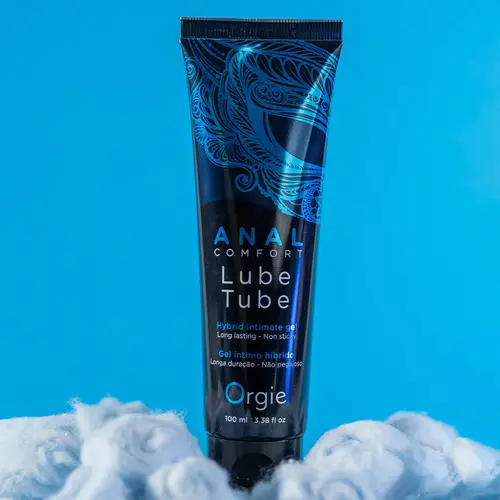 ANAL
COMFORT
Lube
Tube
Hybrid intimate gel
Long lasting - Non sticky
Gel íntimo híbrido
Longa duração - Não pegajoso
Orgie
100 ml | 3.38 fl oz